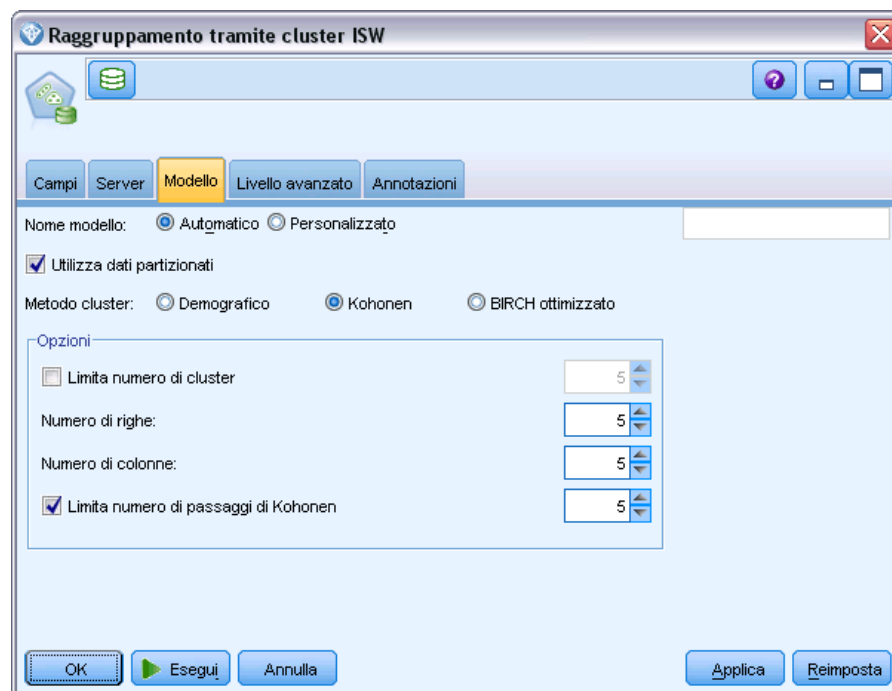 Raggruppamento tramite cluster ISW
Campi Server Modello Livello avanzato Annotazioni
Nome modello: Automatico Personalizzato
Utilizza dati partizionati
Metodo cluster: Demografico Kohonen BIRCH ottimizzato
Opzioni
Limita numero di cluster 5
Numero di righe: 5
Numero di colonne: 5
Limita numero di passaggi di Kohonen 5
OK Esegui Annulla Applica Reimposta